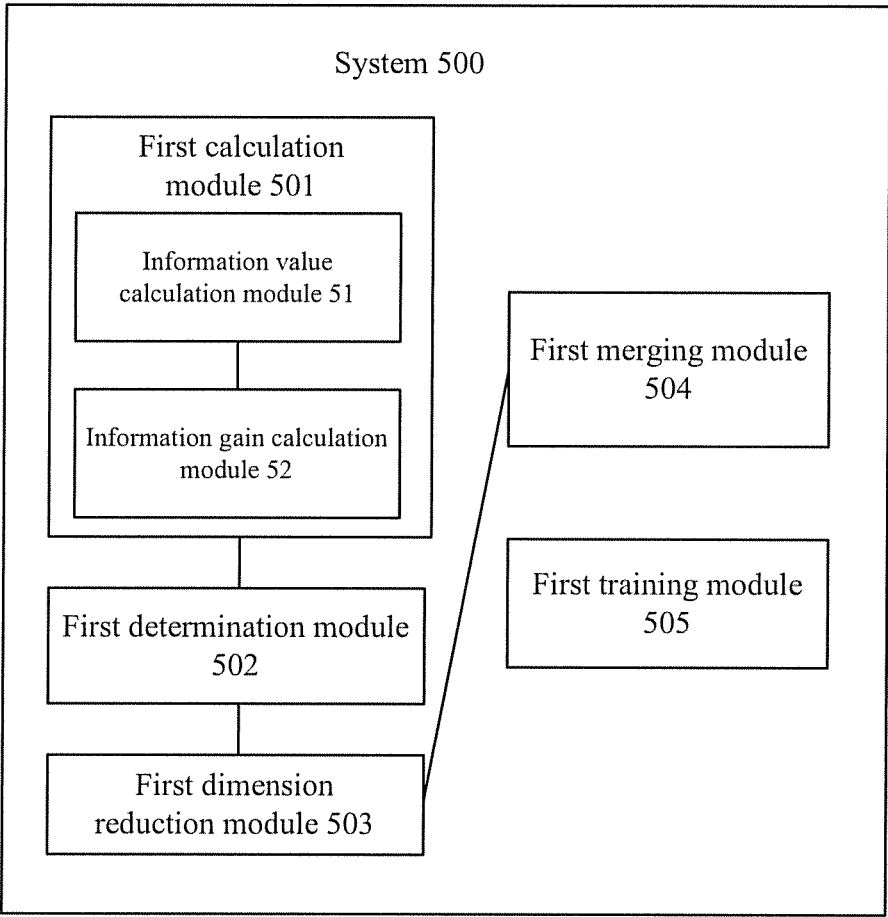 System 500
First calculation
module 501
Information value
calculation module 51
Information gain calculation
module 52
First determination module
502
First dimension
reduction module 503
First merging module
504
First training module
505